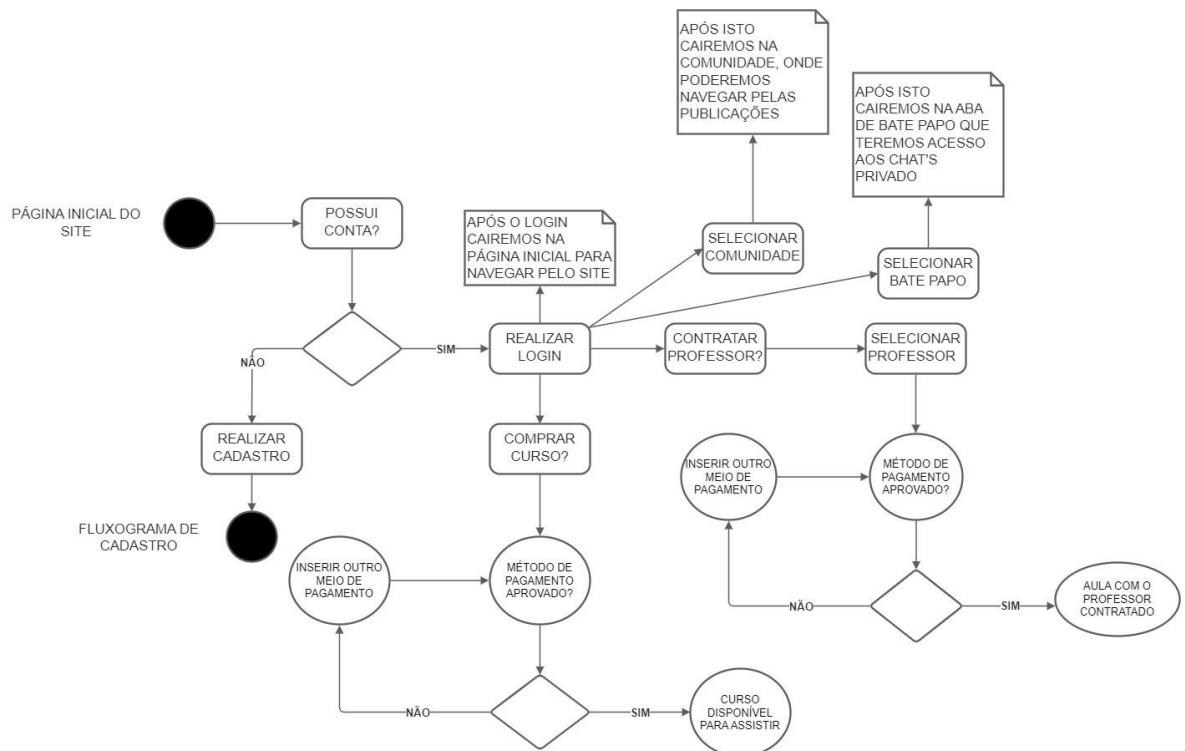 APÓS ISTO
CAIREMOS NA
COMUNIDADE, ONDE
PODEREMOS
NAVEGAR PELAS
PUBLICAÇÕES
APÓS ISTO
CAIREMOS NA ABA
DE BATE PAPO QUE
TEREMOS ACESSO
AOS CHAT'S
PRIVADO
PÁGINA INICIAL DO
SITE
POSSUI
CONTA?
APÓS O LOGIN
CAIREMOS NA
PÁGINA INICIAL PARA
NAVEGAR PELO SITE
SELECIONAR
COMUNIDADE
SELECIONAR
BATE PAPO
NÃO
SIM
REALIZAR
LOGIN
CONTRATAR
PROFESSOR?
SELECIONAR
PROFESSOR
REALIZAR
CADASTRO
COMPRAR
CURSO?
INSERIR OUTRO
MEIO DE
PAGAMENTO
MÉTODO DE
PAGAMENTO
APROVADO?
FLUXOGRAMA DE
CADASTRO
INSERIR OUTRO
MEIO DE
PAGAMENTO
MÉTODO DE
PAGAMENTO
APROVADO?
NÃO
SIM
AULA COM O
PROFESSOR
CONTRATADO
NÃO
SIM
CURSO
DISPONÍVEL
PARA ASSISTIR